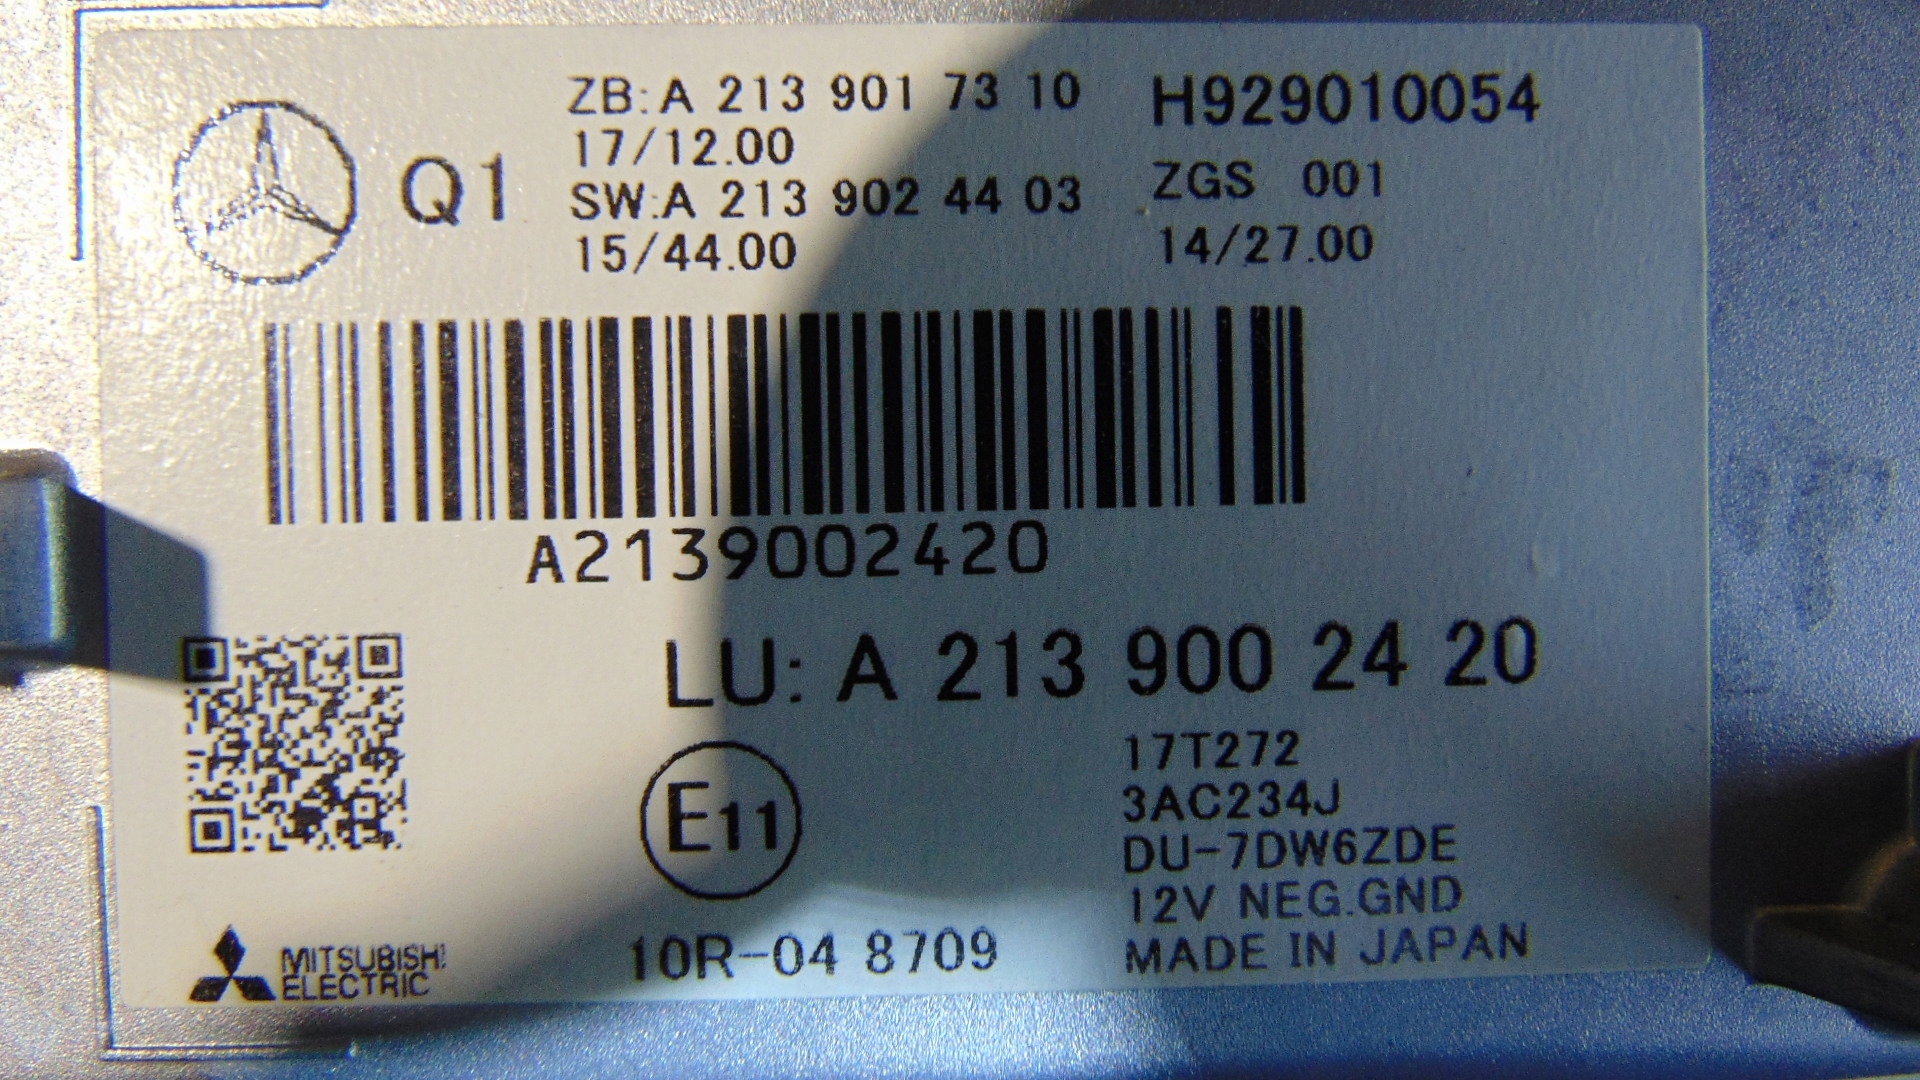 ZB:A 213 901 73 10
17/12.00
SW:A 213 902 44 03
15/44.00
H929010054
ZGS 001
14/27.00
Q1
A2139002420
LU: A 213 900 24 20
E11
10R-04 8709
17T272
3AC234J
DU-7DW6ZDE
12V NEG.GND
MADE IN JAPAN
MITSUBISHI
ELECTRIC